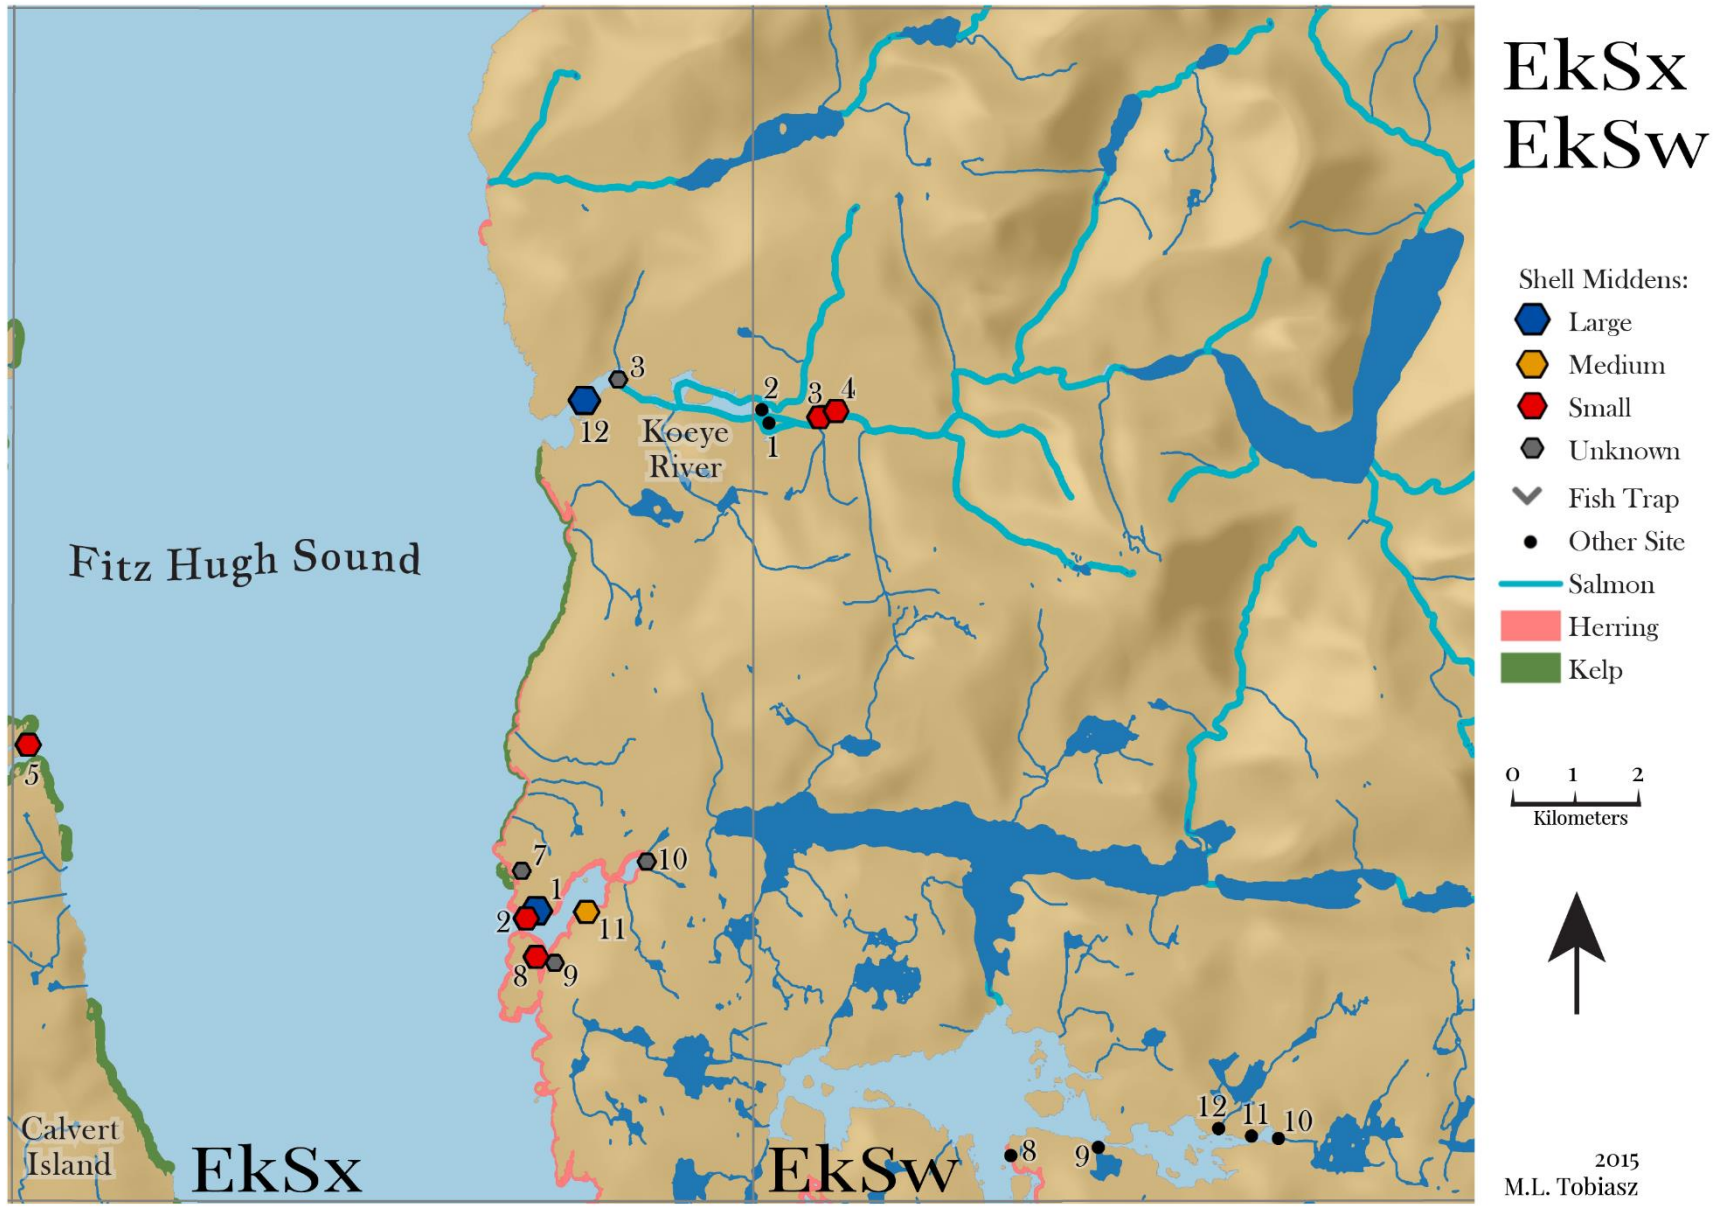 EkSx
EkSw
Shell Middens:
Large
Medium
Small
Unknown
Fish Trap
Other Site
Salmon
Herring
Kelp
0 1 2
Kilometers
3
12
Koeye
River
2
1
3
4
Fitz Hugh Sound
5
7
10
1
2
11
8
9
Calvert
Island
EkSx
EkSw
8
9
12
11
10
2015
M.L. Tobiasz